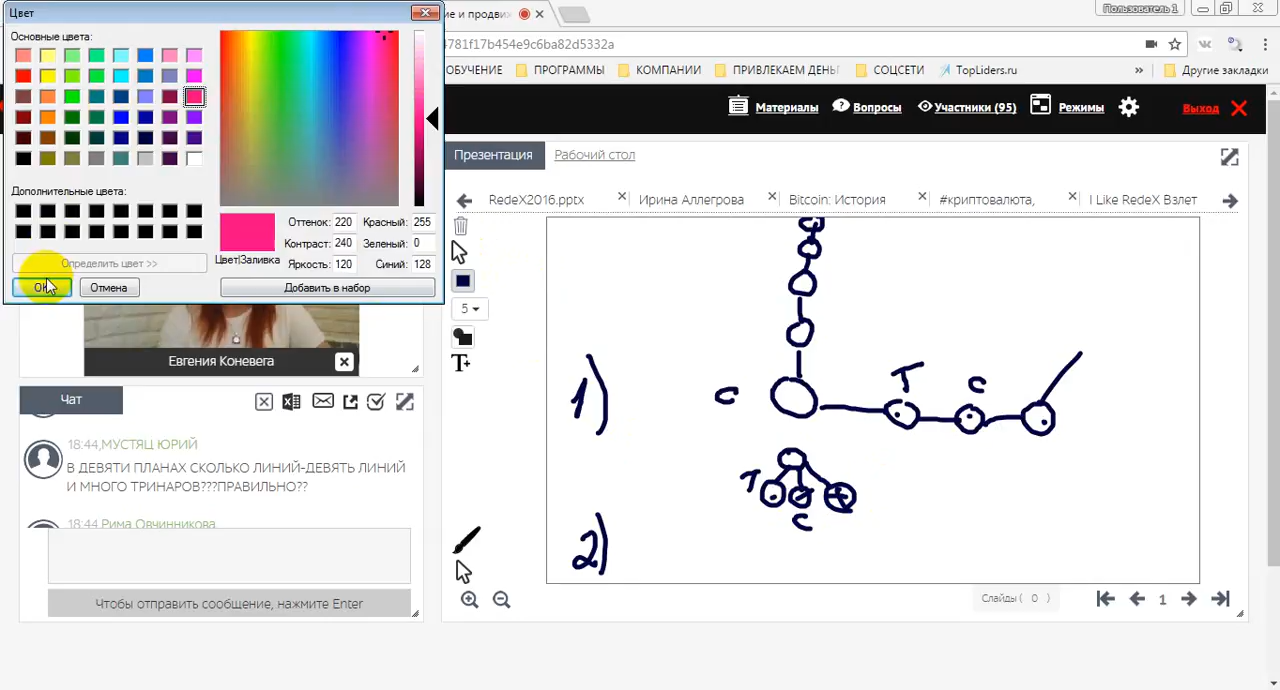 Цвет
Основные цвета:
Дополнительные цвета:
Определить цвет >>
ОК
Отмена
Оттенок: 220
Контраст: 240
Яркость: 120
Красный: 255
Зеленый: 0
Синий: 128
Цвет|Заливка
Добавить в набор
ие и продвиж
Пользователь 1
4781f17b454e9c6ba82d5332a
ОБУЧЕНИЕ
ПРОГРАММЫ
КОМПАНИИ
ПРИВЛЕКАЕМ ДЕНЬГ
СОЦСЕТИ
TopLiders.ru
»
Другие закладки
Материалы
Вопросы
Участники (95)
Режимы
Выход
Презентация
Рабочий стол
RedeX2016.pptx
Ирина Аллегрова
Bitcoin: История
#криптовалюта,
I Like RedeX Взлет
5
T
1)
С
Т
С
Т
С
2)
Слайды ( 0 )
1
Евгения Коневега
Чат
18:44,МУСТЯЦ ЮРИЙ
В ДЕВЯТИ ПЛАНАХ СКОЛЬКО ЛИНИЙ-ДЕВЯТЬ ЛИНИЙ
И МНОГО ТРИНАРОВ???ПРАВИЛЬНО??
18:44,Рима Овчинникова
Чтобы отправить сообщение, нажмите Enter